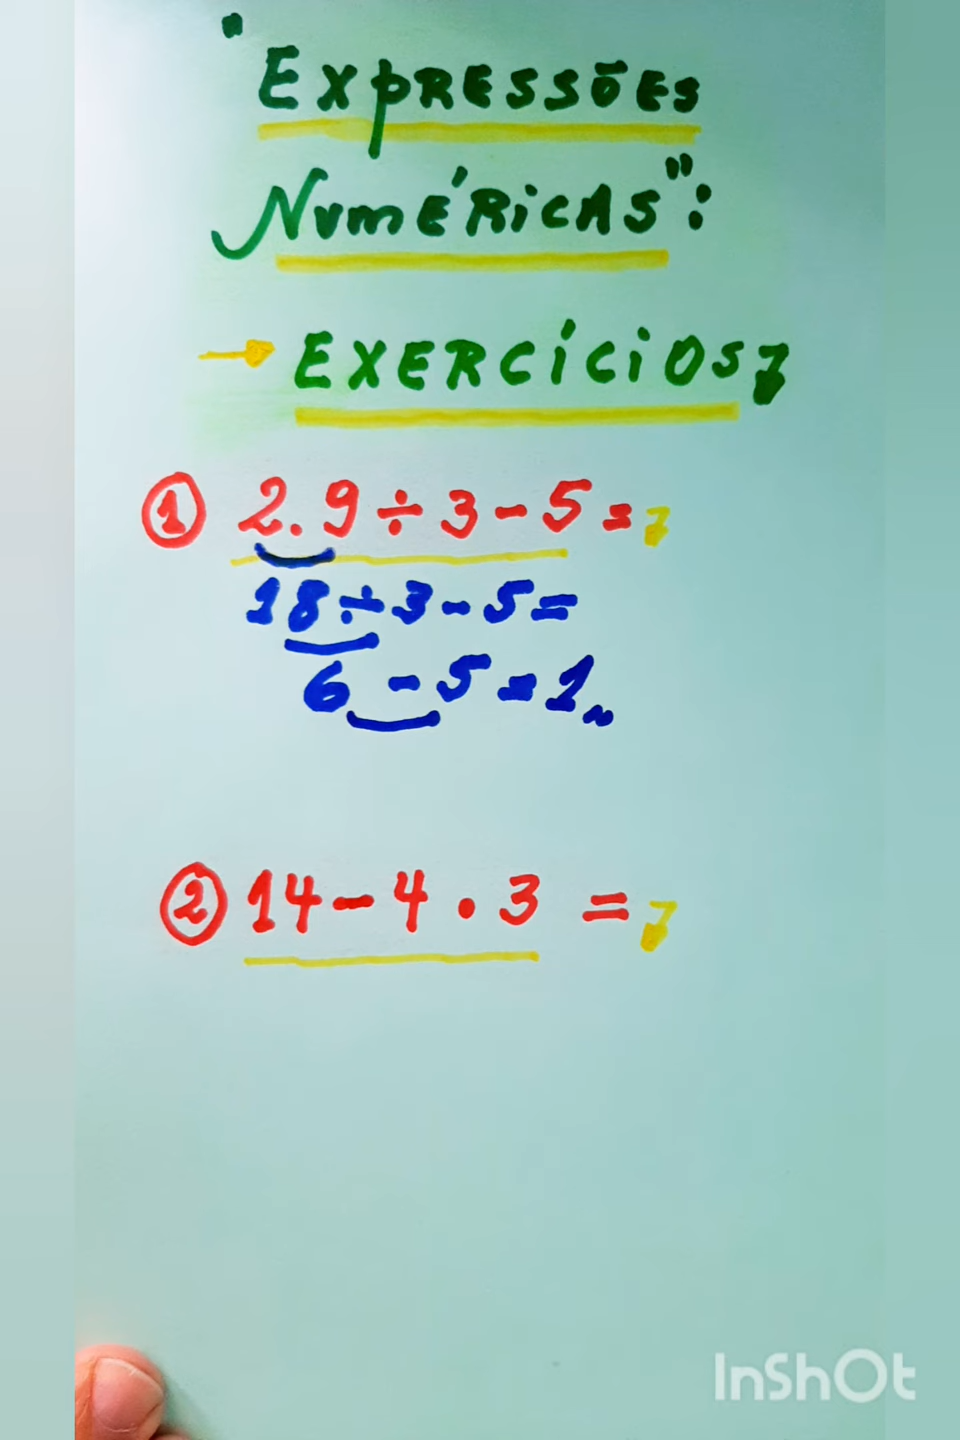 "Expressões
Numéricas":
→ Exercícios
① 2.9÷3-5=
18÷3-5=
6-5=1
② 14-4.3=
InShOt